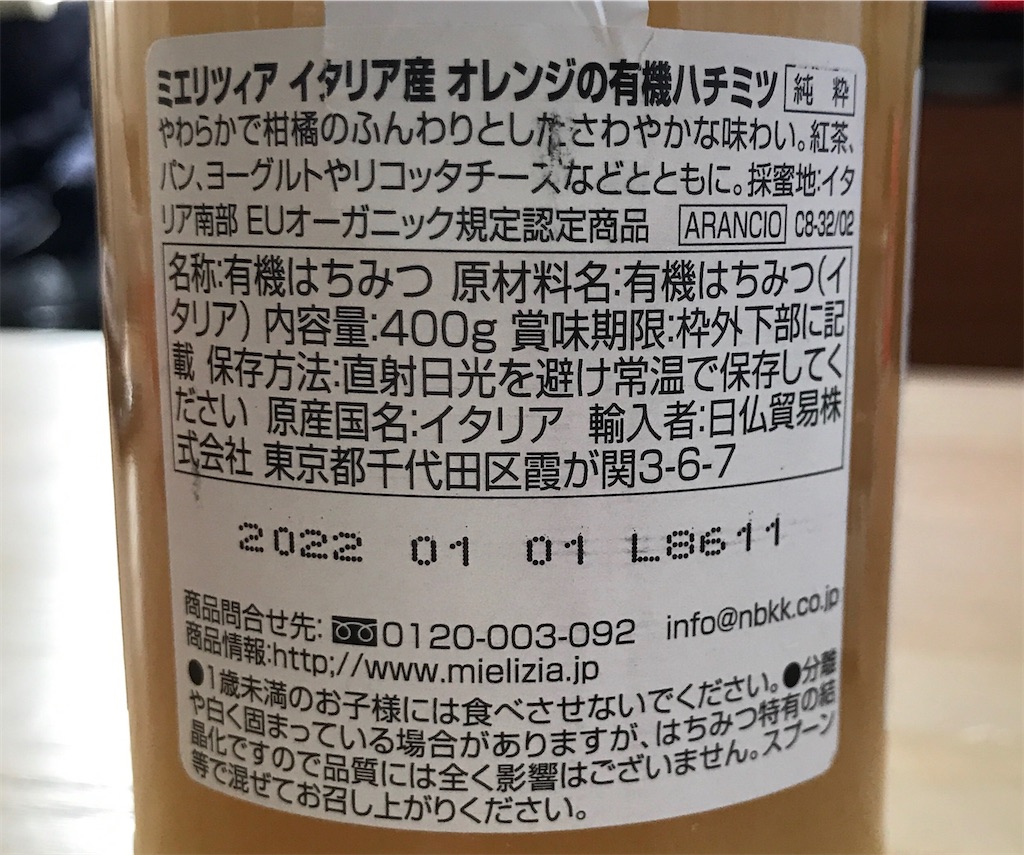 ミエリツィア イタリア産 オレンジの有機ハチミツ 純粋
やわらかで柑橘のふんわりとしたさわやかな味わい。紅茶、
パン、ヨーグルトやリコッタチーズなどとともに。採蜜地:イタ
リア南部 EUオーガニック規定認定商品 ARANCIO C8-32/02
名称:有機はちみつ 原材料名:有機はちみつ(イ
タリア) 内容量:400g 賞味期限:枠外下部に記
載 保存方法:直射日光を避け常温で保存してく
ださい 原産国名:イタリア 輸入者:日仏貿易株
式会社 東京都千代田区霞が関3-6-7
2022 01 01 L8611
商品問合せ先: 0120-003-092 info@nbkk.co.jp
商品情報:http;//www.mielizia.jp
●1歳未満のお子様には食べさせないでください。●分離
や白く固まっている場合がありますが、はちみつ特有の結
晶化ですので品質には全く影響はございません。スプーン
等で混ぜてお召し上がりください。